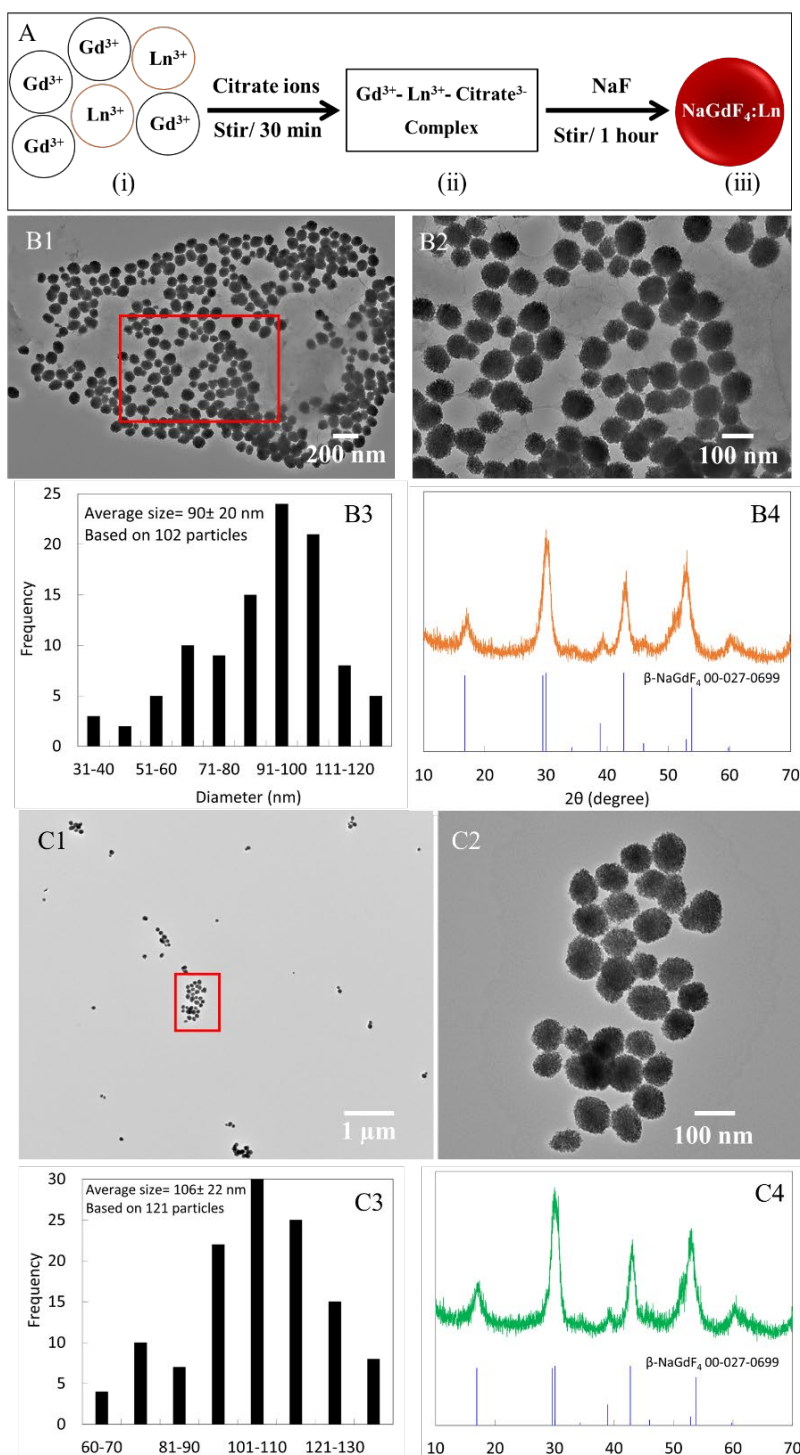 A
Gd³⁺
Gd³⁺
Ln³⁺
Ln³⁺
Gd³⁺
Gd³⁺
Citrate ions
Stir/ 30 min
Gd³⁺- Ln³⁺- Citrate³⁻
Complex
NaF
Stir/ 1 hour
NaGdF₄:Ln
(i)
(ii)
(iii)
B1
200 nm
B2
100 nm
B3
Average size= 90± 20 nm
Based on 102 particles
Frequency
25
20
15
10
5
0
31-40 51-60 71-80 91-100 111-120
Diameter (nm)
B4
β-NaGdF₄ 00-027-0699
10 20 30 40 50 60 70
2θ (degree)
C1
1 µm
C2
100 nm
C3
Average size= 106± 22 nm
Based on 121 particles
Frequency
30
25
20
15
10
5
0
60-70 81-90 101-110 121-130
C4
β-NaGdF₄ 00-027-0699
10 20 30 40 50 60 70